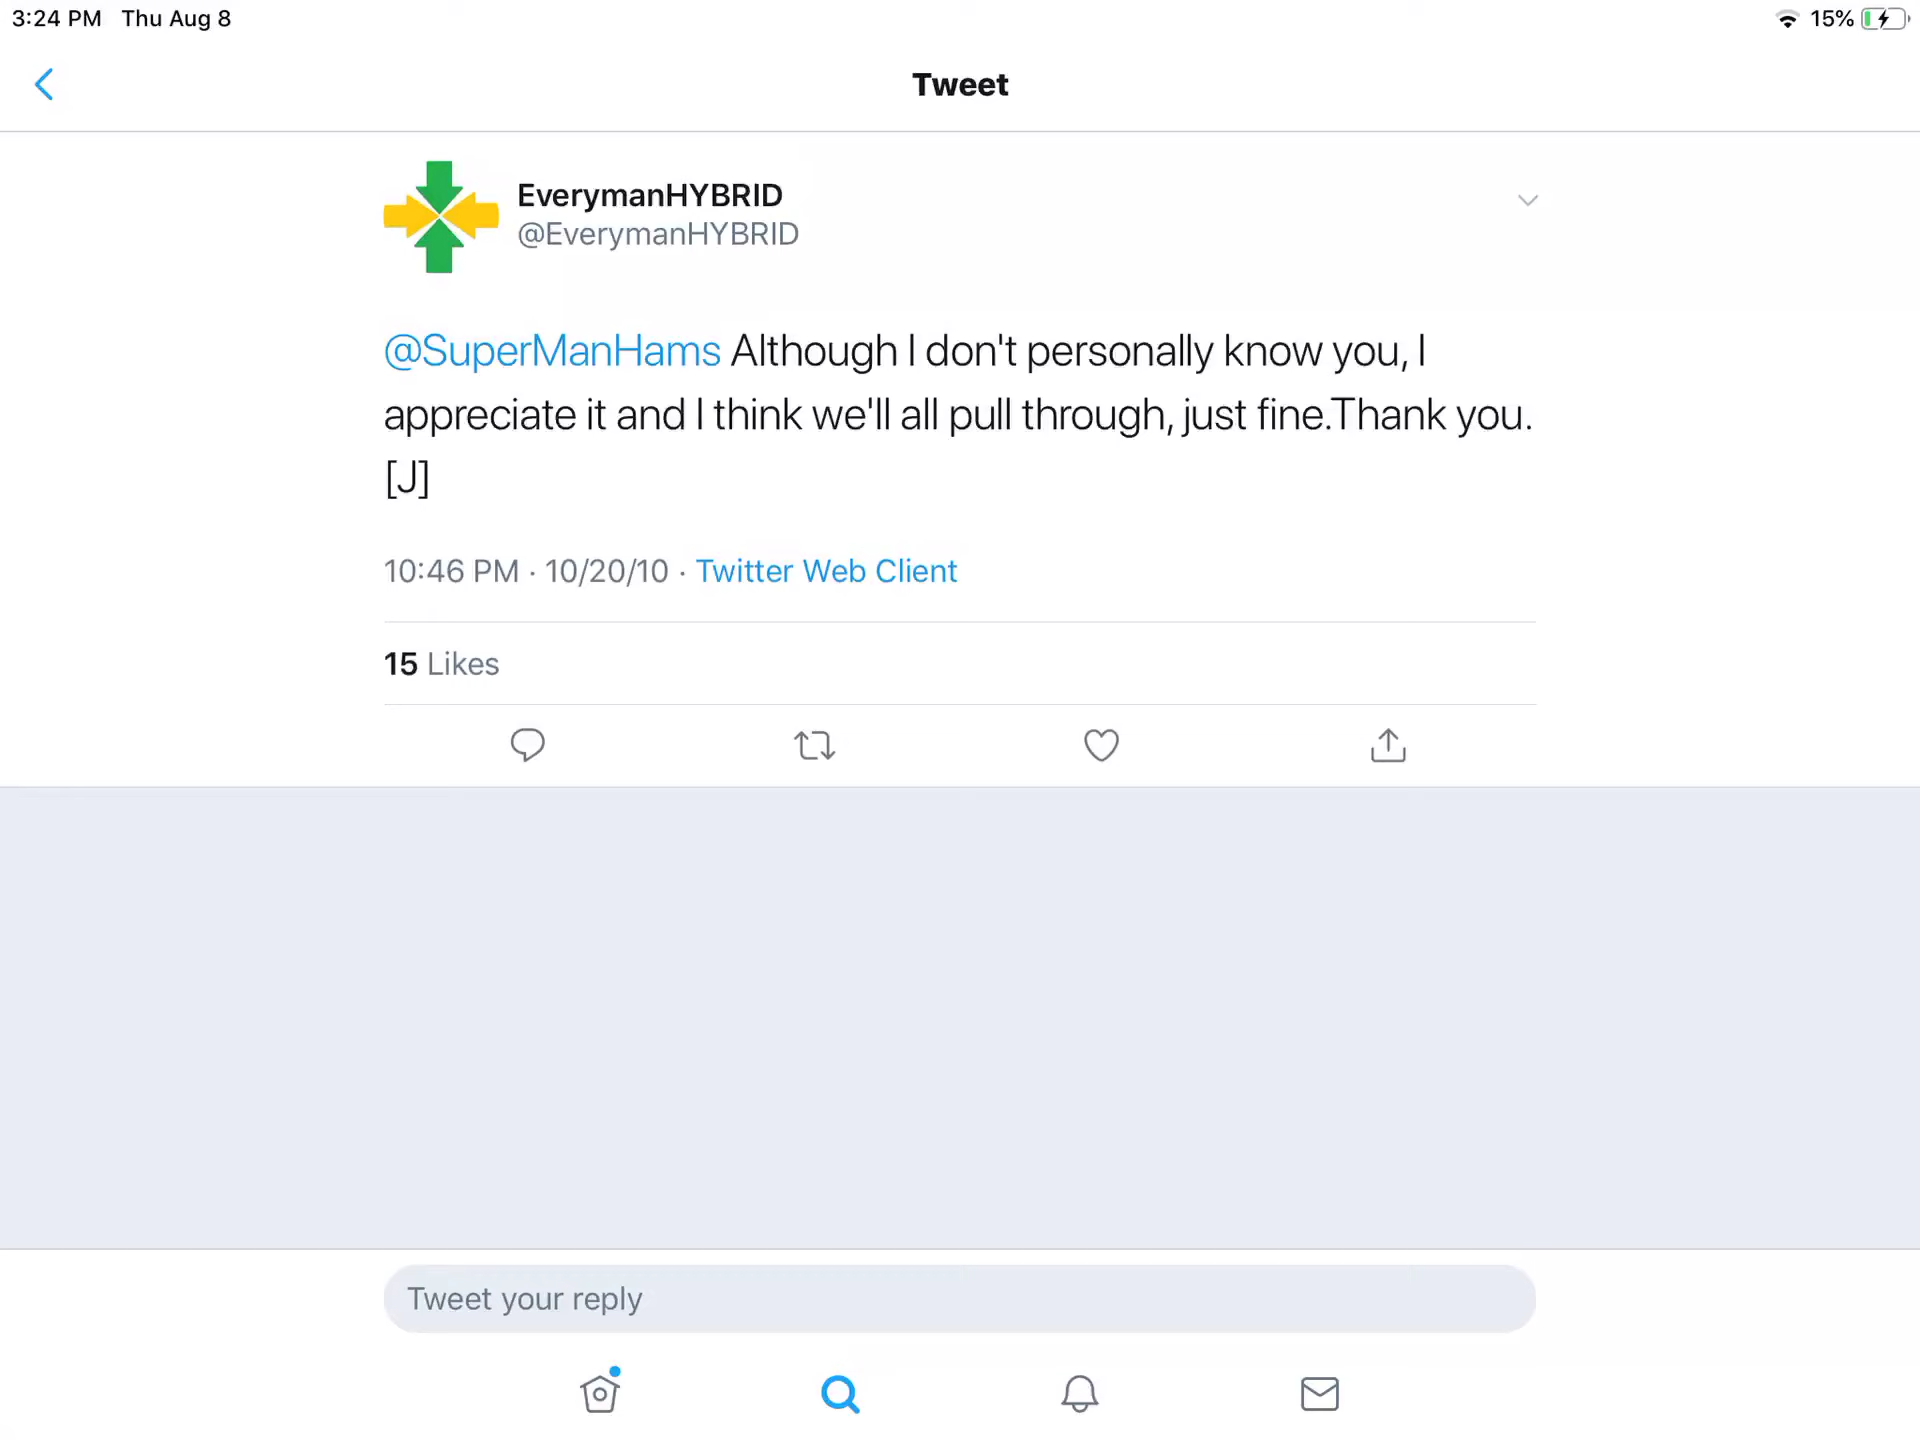 3:24 PM Thu Aug 8
15%
Tweet
EverymanHYBRID
@EverymanHYBRID
@SuperManHams Although I don't personally know you, I
appreciate it and I think we'll all pull through, just fine.Thank you.
[J]
10:46 PM · 10/20/10 · Twitter Web Client
15 Likes
Tweet your reply